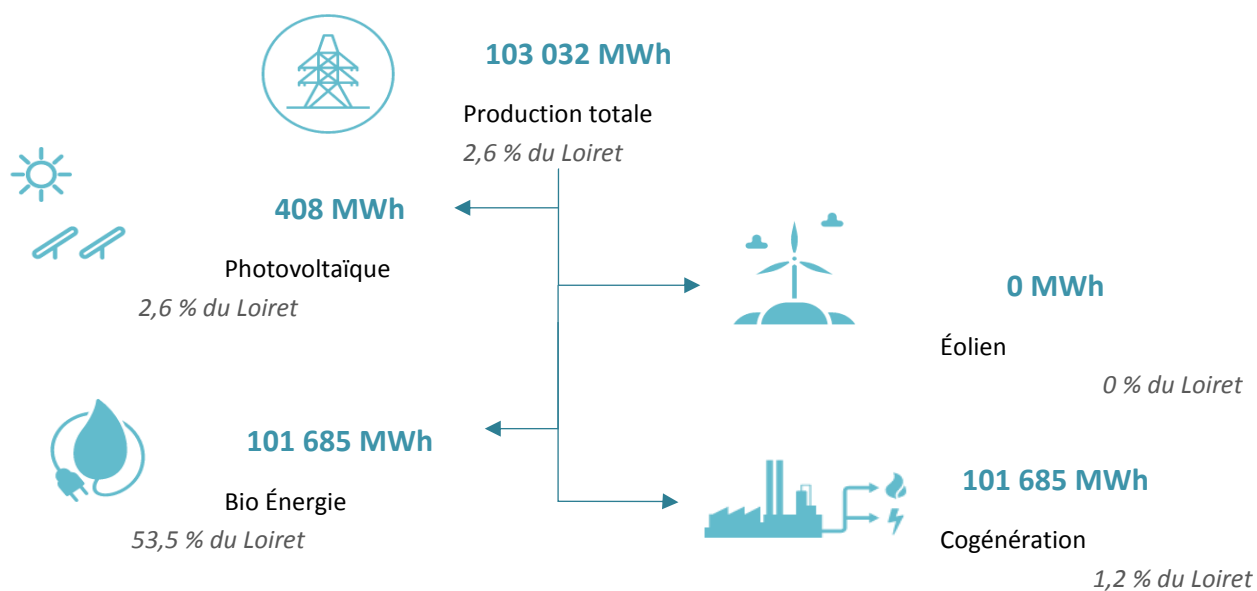 103 032 MWh
Production totale
2,6 % du Loiret
408 MWh
Photovoltaïque
2,6 % du Loiret
0 MWh
Éolien
0 % du Loiret
101 685 MWh
Bio Énergie
53,5 % du Loiret
101 685 MWh
Cogénération
1,2 % du Loiret